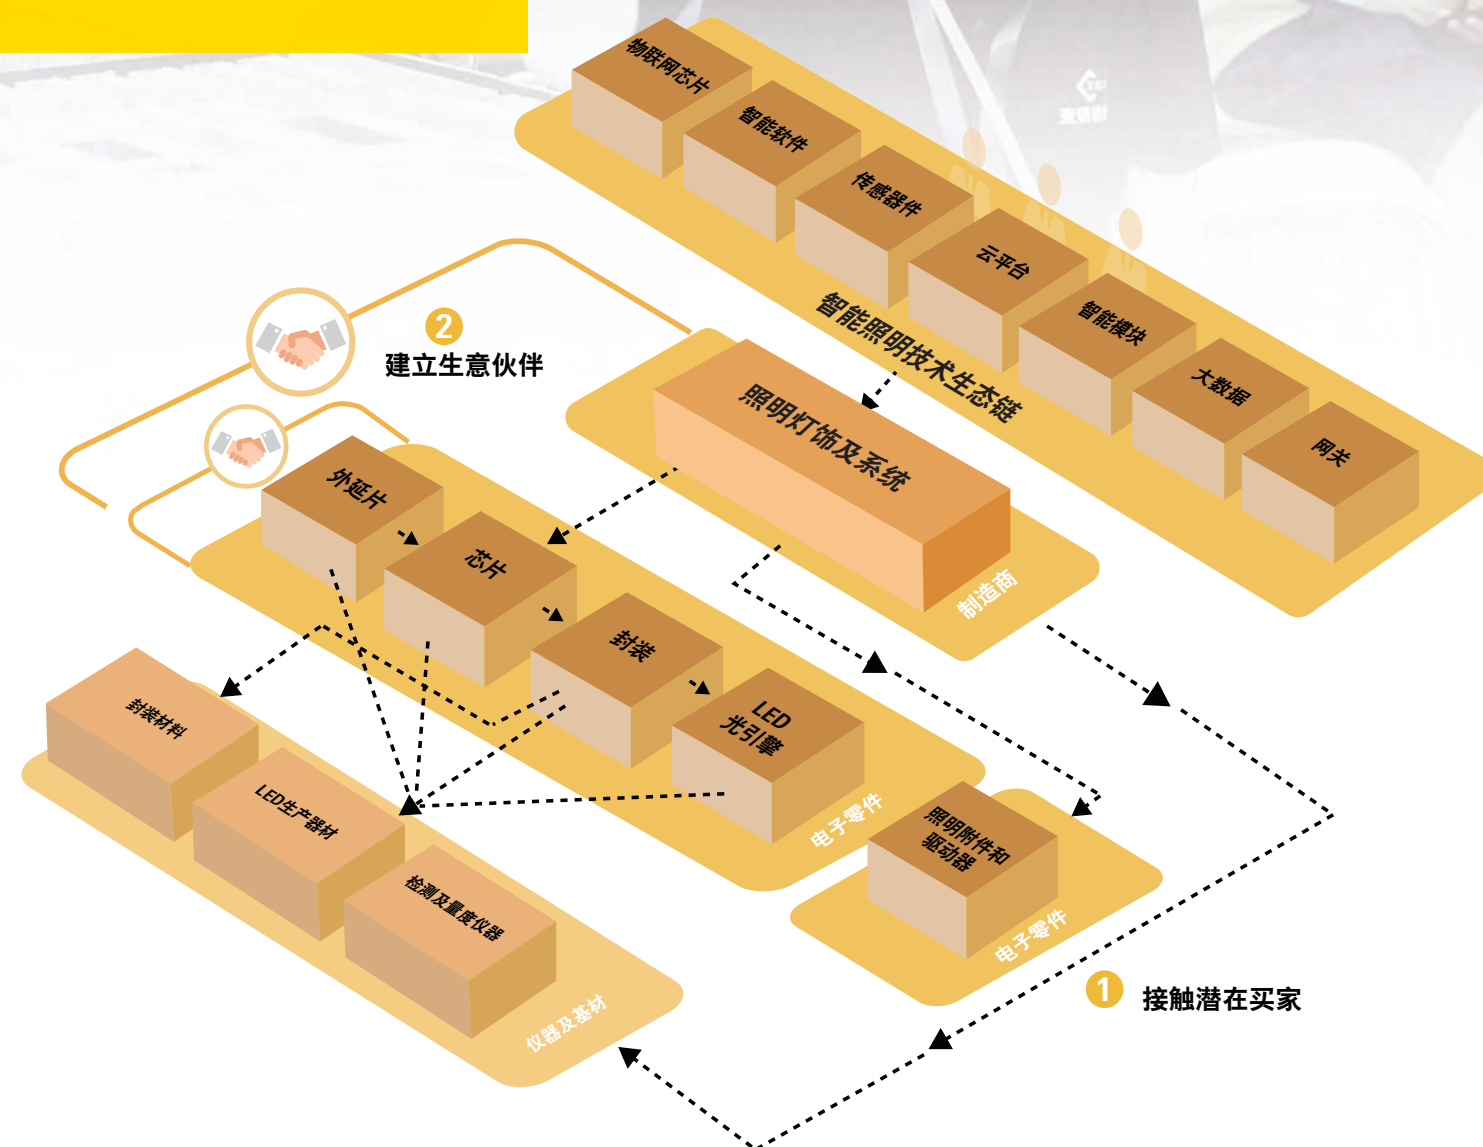 物联网芯片
智能软件
传感器件
云平台
智能模块
大数据
网关
智能照明技术生态链
2
建立生意伙伴
照明灯饰及系统
制造商
外延片
芯片
封装
LED
光引擎
电子零件
封装材料
LED生产器材
检测及量度仪器
仪器及基材
照明附件和
驱动器
电子零件
1
接触潜在买家